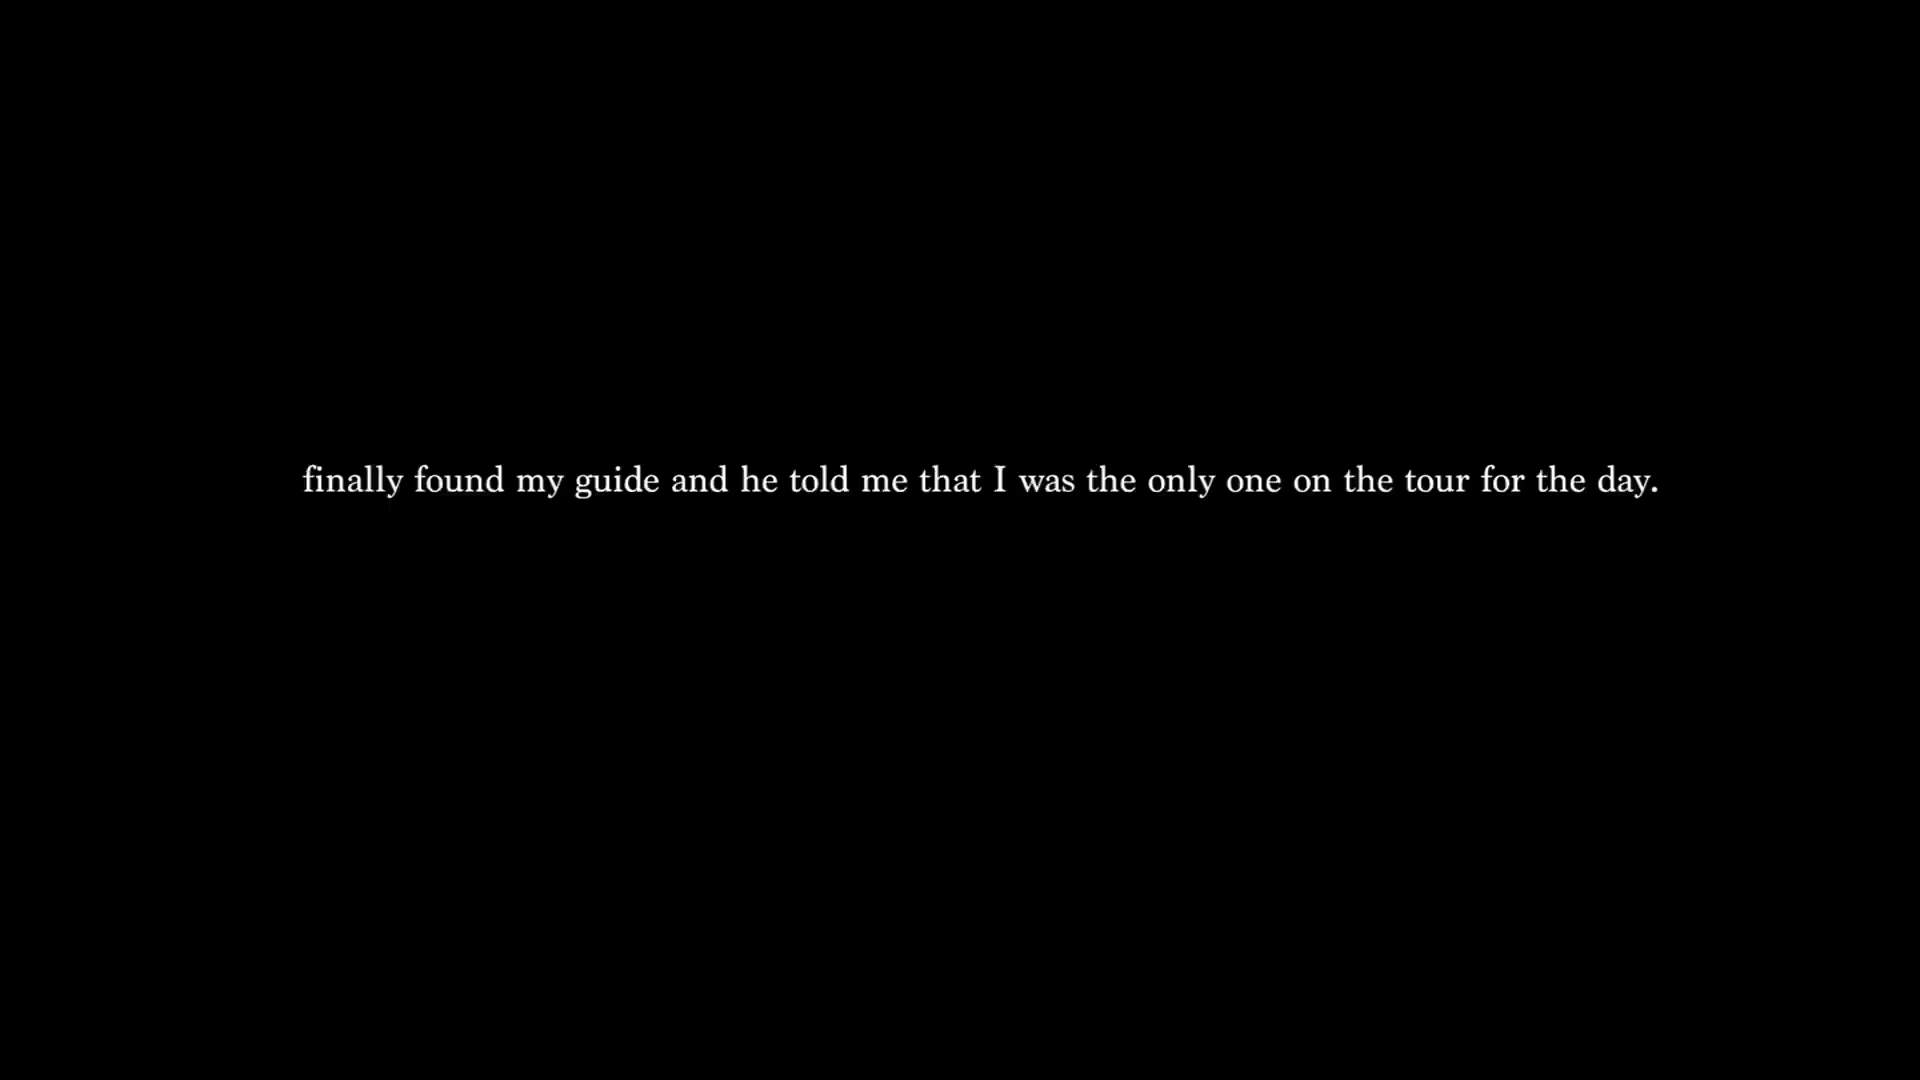 finally found my guide and he told me that I was the only one on the tour for the day.